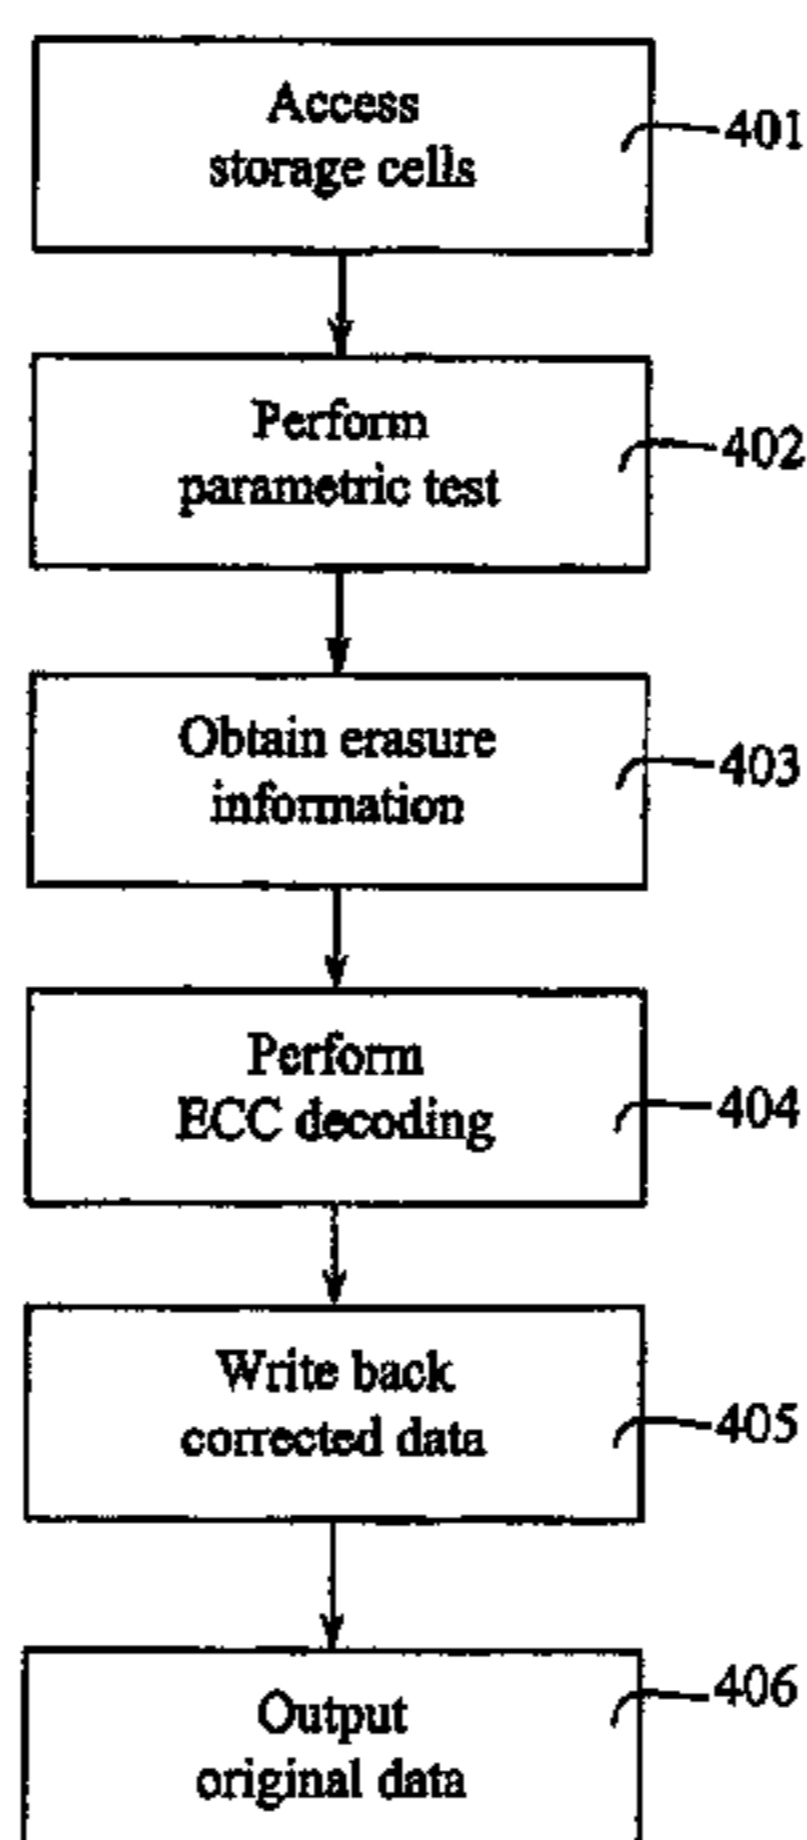 Access
storage cells
401
Perform
parametric test
402
Obtain erasure
information
403
Perform
ECC decoding
404
Write back
corrected data
405
Output
original data
406